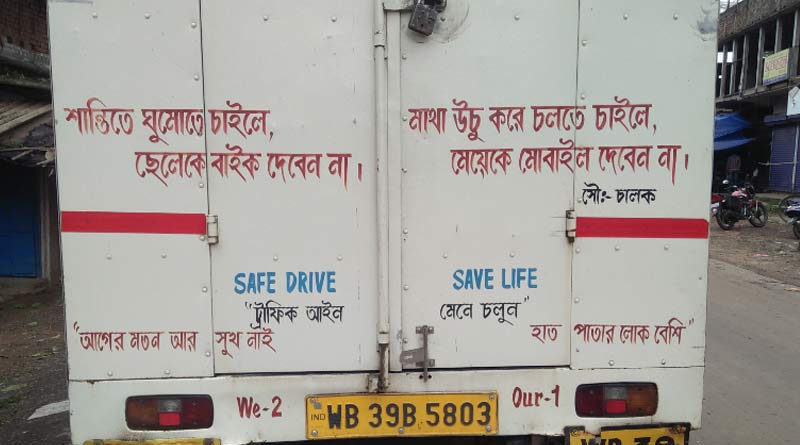 শান্তিতে ঘুমোতে চাইলে,
ছেলেকে বাইক দেবেন না।
মাথা উচু করে চলতে চাইলে,
মেয়েকে মোবাইল দেবেন না।
সৌঃ- চালক
SAFE DRIVE SAVE LIFE
"ট্রাফিক আইন মেনে চলুন"
"আগের মতন আর সুখ নাই হাত পাতার লোক বেশি"
We-2 Our-1
IND WB 39B 5803